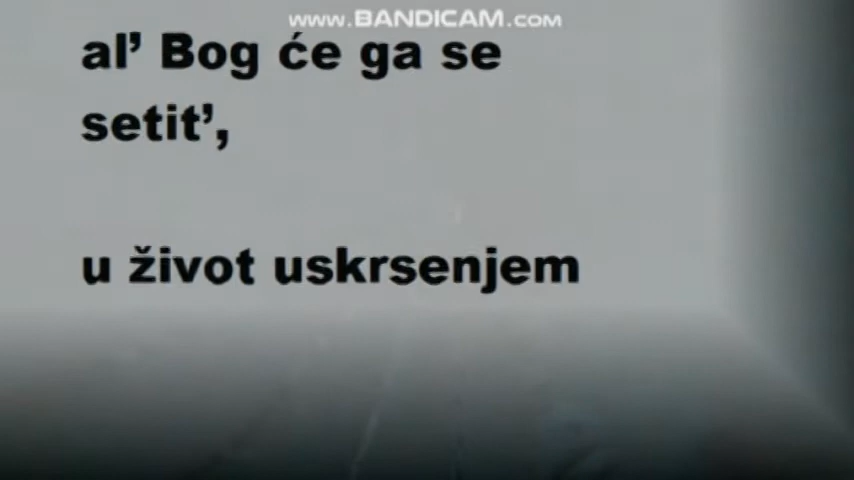 www.BANDICAM.com
al’ Bog će ga se
setit’,
u život uskrsenjem